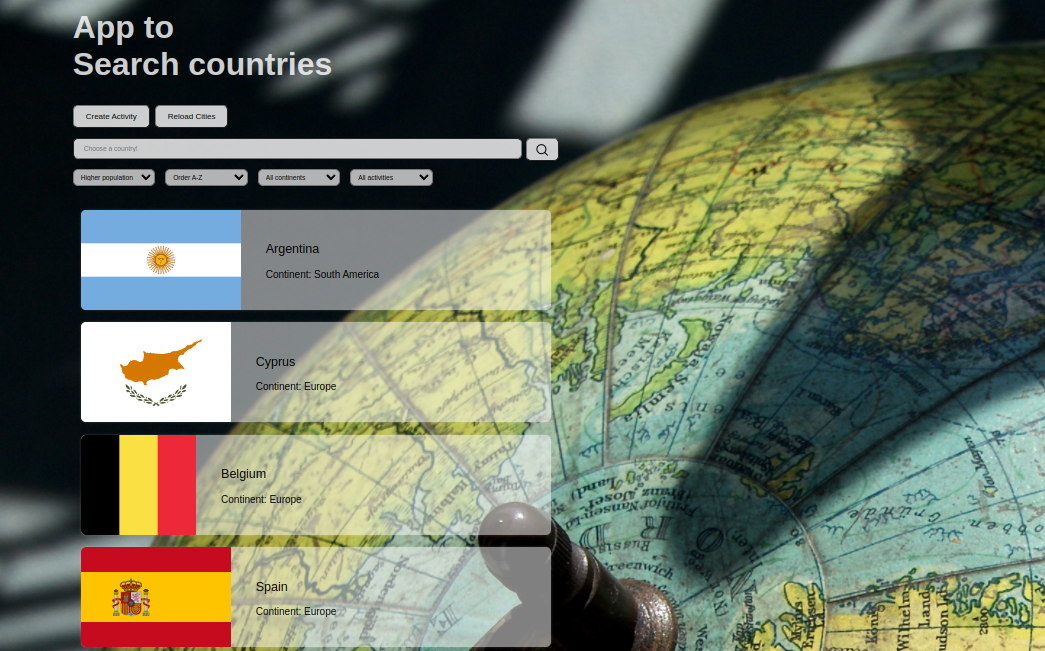 App to
Search countries
Create Activity Reload Cities
Choose a country!
Higher population Order A-Z All continents All activities
Argentina
Continent: South America
Cyprus
Continent: Europe
Belgium
Continent: Europe
Spain
Continent: Europe
Greenwich